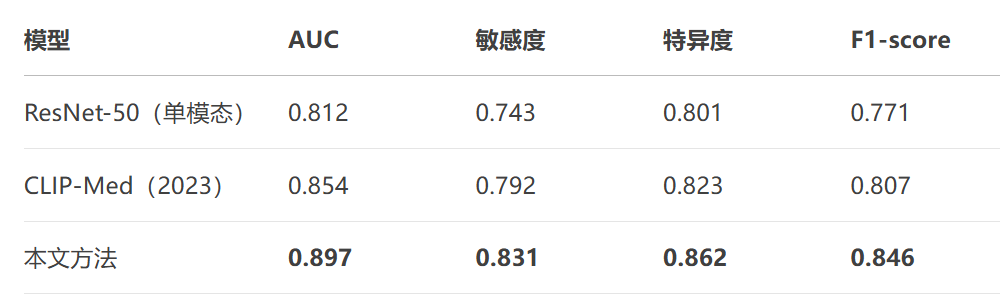 模型 AUC 敏感度 特异度 F1-score
ResNet-50（单模态） 0.812 0.743 0.801 0.771
CLIP-Med（2023） 0.854 0.792 0.823 0.807
本文方法 0.897 0.831 0.862 0.846